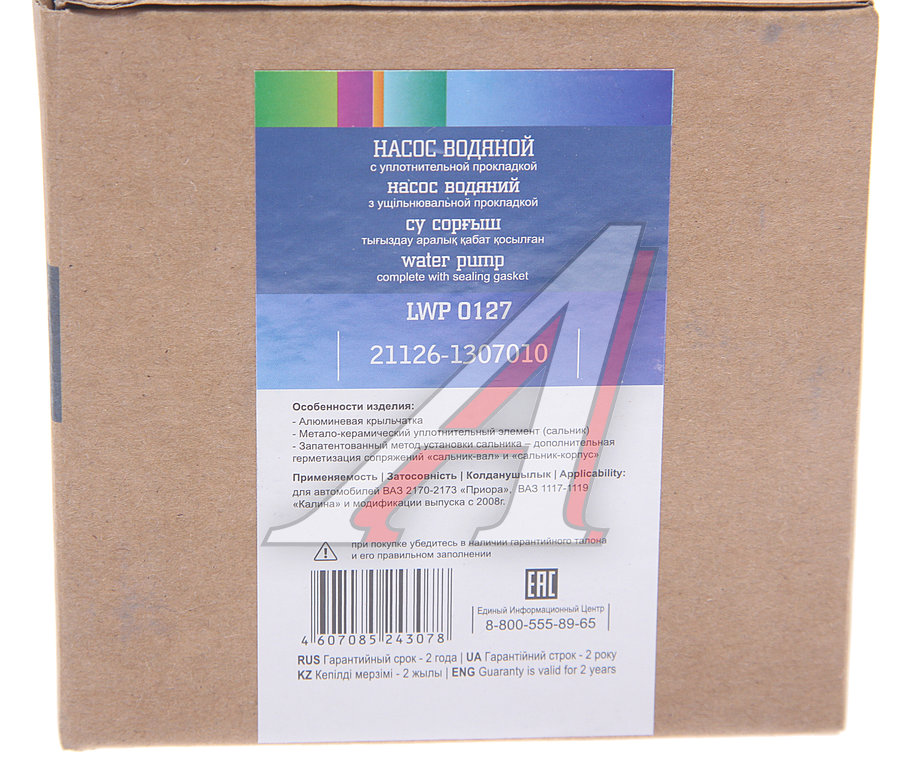 НАСОС ВОДЯНОЙ
с уплотнительной прокладкой
насос водяний
з ущільнювальной прокладкой
су сорғыш
тығыздау аралық қабат қосылған
water pump
complete with sealing gasket
LWP 0127
21126-1307010
Особенности изделия:
- Алюминевая крыльчатка
- Метало-керамический уплотнительный элемент (сальник)
- Запатентованный метод установки сальника – дополнительная
герметизация сопряжений «сальник-вал» и «сальник-корпус»
Применяемость | Затосовність | Колданушылык | Applicability:
для автомобилей ВАЗ 2170-2173 «Приора», ВАЗ 1117-1119
«Калина» и модификации выпуска с 2008г.
при покупке убедитесь в наличии гарантийного талона
и его правильном заполнении
EAC
Единый Информационный Центр
8-800-555-89-65
4 607085 243078
RUS Гарантийный срок - 2 года | UA Гарантійний строк - 2 року
KZ Кепілді мерзімі - 2 жылы | ENG Guaranty is valid for 2 years